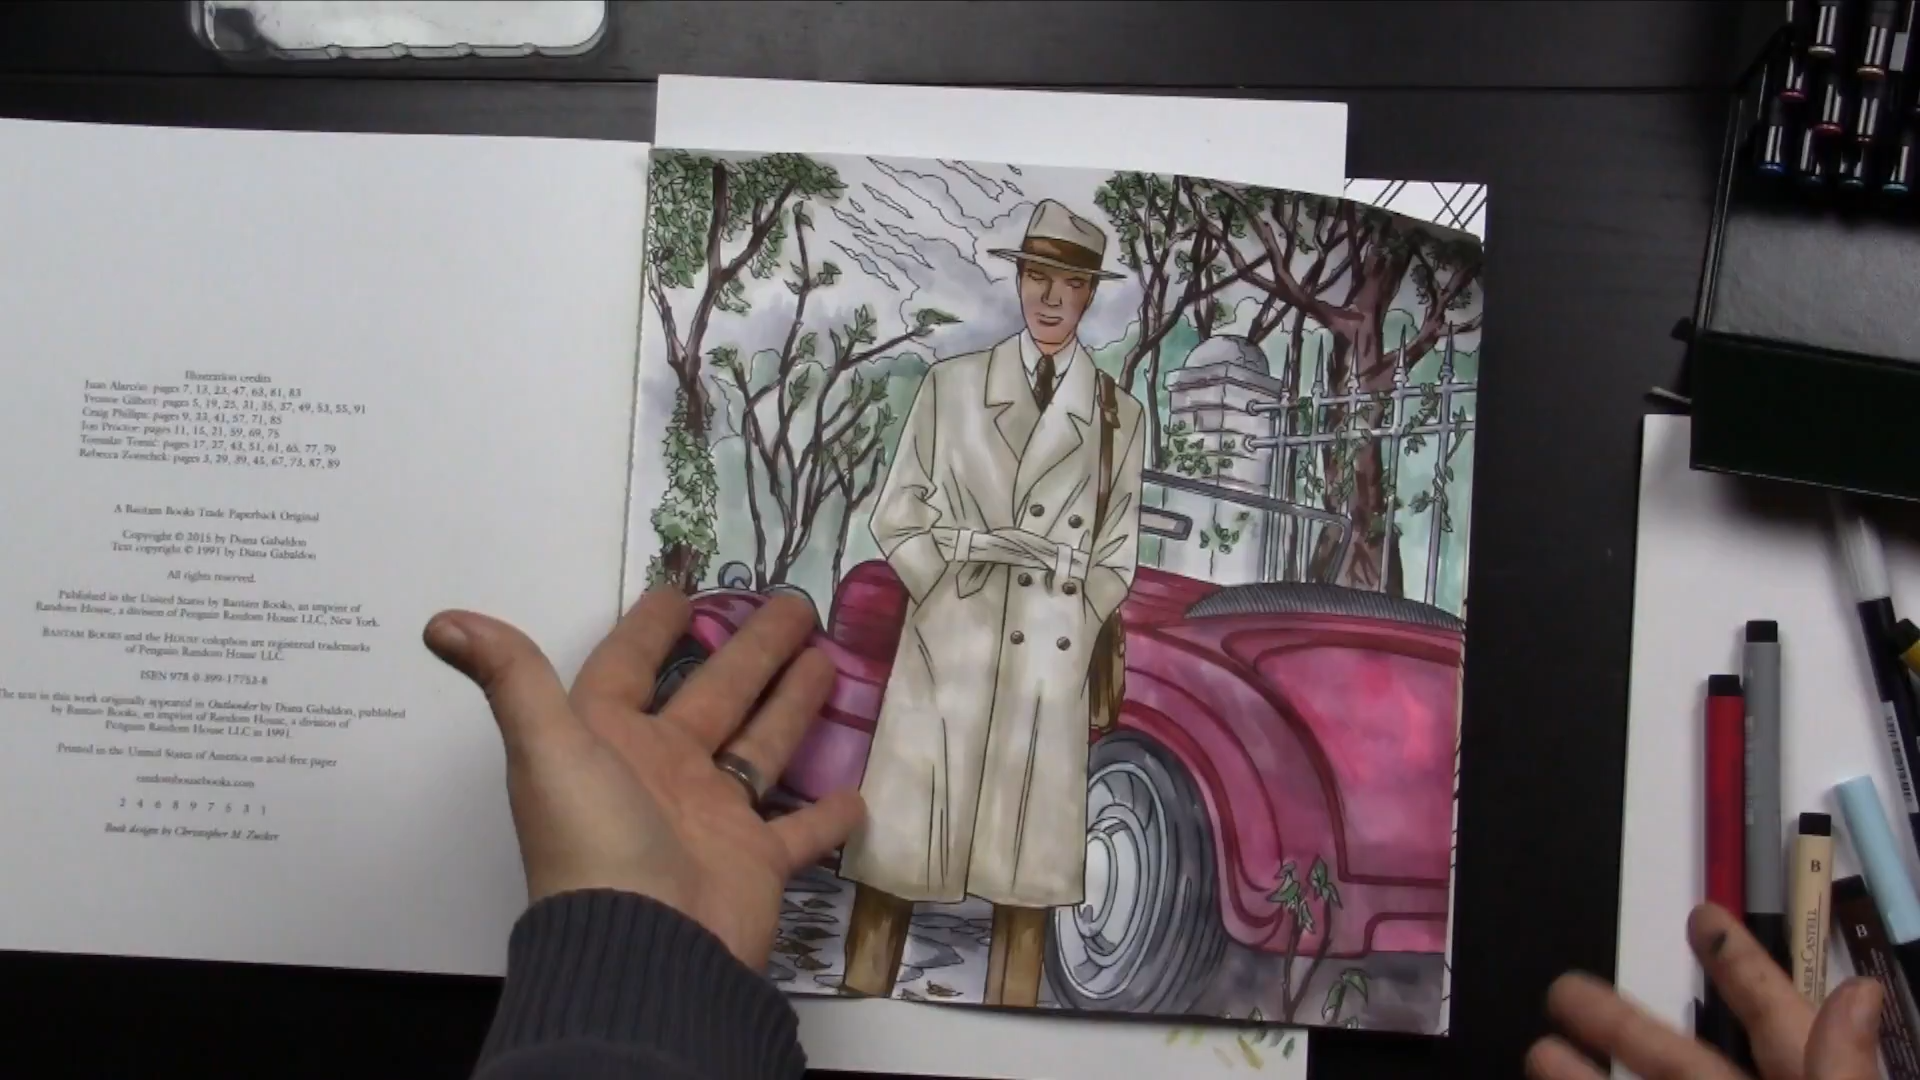 Illustration credits
Juan Alarcón: pages 7, 13, 23, 47, 63, 81, 83
Yvonne Gilbert: pages 5, 19, 25, 31, 35, 37, 49, 53, 55, 91
Craig Phillips: pages 9, 33, 41, 57, 71, 85
Jon Proctor: pages 11, 15, 21, 59, 69, 75
Tomislav Tomić: pages 17, 27, 43, 51, 61, 65, 77, 79
Rebecca Zomchek: pages 3, 29, 39, 45, 67, 73, 87, 89
A Bantam Books Trade Paperback Original
Copyright © 2015 by Diana Gabaldon
Text copyright © 1991 by Diana Gabaldon
All rights reserved.
Published in the United States by Bantam Books, an imprint of
Random House, a division of Penguin Random House LLC, New York.
BANTAM BOOKS and the HOUSE colophon are registered trademarks
of Penguin Random House LLC.
ISBN 978-0-399-17753-8
The text in this work originally appeared in Outlander by Diana Gabaldon, published
by Bantam Books, an imprint of Random House, a division of
Penguin Random House LLC in 1991.
Printed in the United States of America on acid-free paper
randomhousebooks.com
2 4 6 8 9 7 5 3 1
Book design by Christopher M. Zucker
B
FABER-CASTELL
B